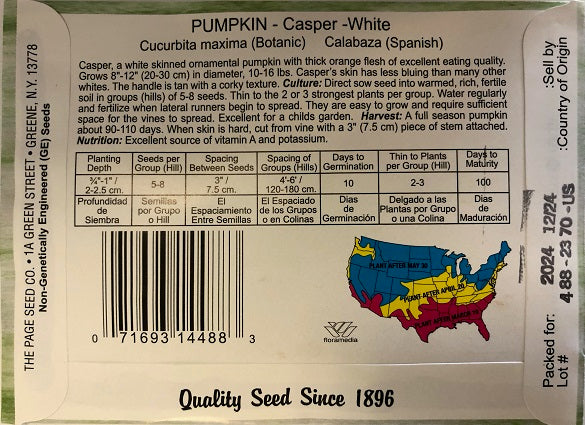 PUMPKIN - Casper -White
Cucurbita maxima (Botanic) Calabaza (Spanish)
Casper, a white skinned ornamental pumpkin with thick orange flesh of excellent eating quality.
Grows 8"-12" (20-30 cm) in diameter, 10-16 lbs. Casper's skin has less bluing than many other
whites. The handle is tan with a corky texture. Culture: Direct sow seed into warmed, rich, fertile
soil in groups (hills) of 5-8 seeds. Thin to the 2 or 3 strongest plants per group. Water regularly
and fertilize when lateral runners begin to spread. They are easy to grow and require sufficient
space for the vines to spread. Excellent for a childs garden. Harvest: A full season pumpkin
about 90-110 days. When skin is hard, cut from vine with a 3" (7.5 cm) piece of stem attached.
Nutrition: Excellent source of vitamin A and potassium.
Planting Depth Seeds per Group (Hill) Spacing Between Seeds Spacing of Groups (Hills) Days to Germination Thin to Plants per Group (Hill) Days to Maturity
¾"-1" / 2-2.5 cm. 5-8 3" / 7.5 cm. 4'-6' / 120-180 cm. 10 2-3 100
Profundidad de Siembra Semillas por Grupo o Hill) El Espaciamiento Entre Semillas El Espaciado de los Grupos o en Colinas Dias de Germinación Delgado a las Plantas por Grupo o una Colina Dias de Maduración
PLANT AFTER MAY 30
PLANT AFTER APRIL 20
PLANT AFTER MARCH
0 71693 14488 3
floramedia
Quality Seed Since 1896
THE PAGE SEED CO. • 1A GREEN STREET • GREENE, N.Y. 13778
Non-Genetically Engineered (GE) Seeds
:Sell by
:Country of Origin
Packed for: 2024 12/24
Lot # 4 88-23 70 -US